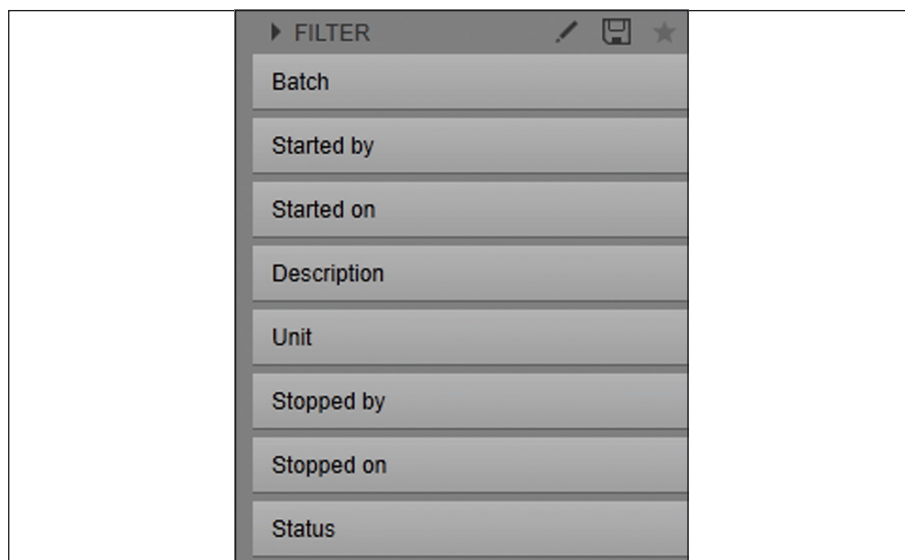 FILTER
Batch
Started by
Started on
Description
Unit
Stopped by
Stopped on
Status